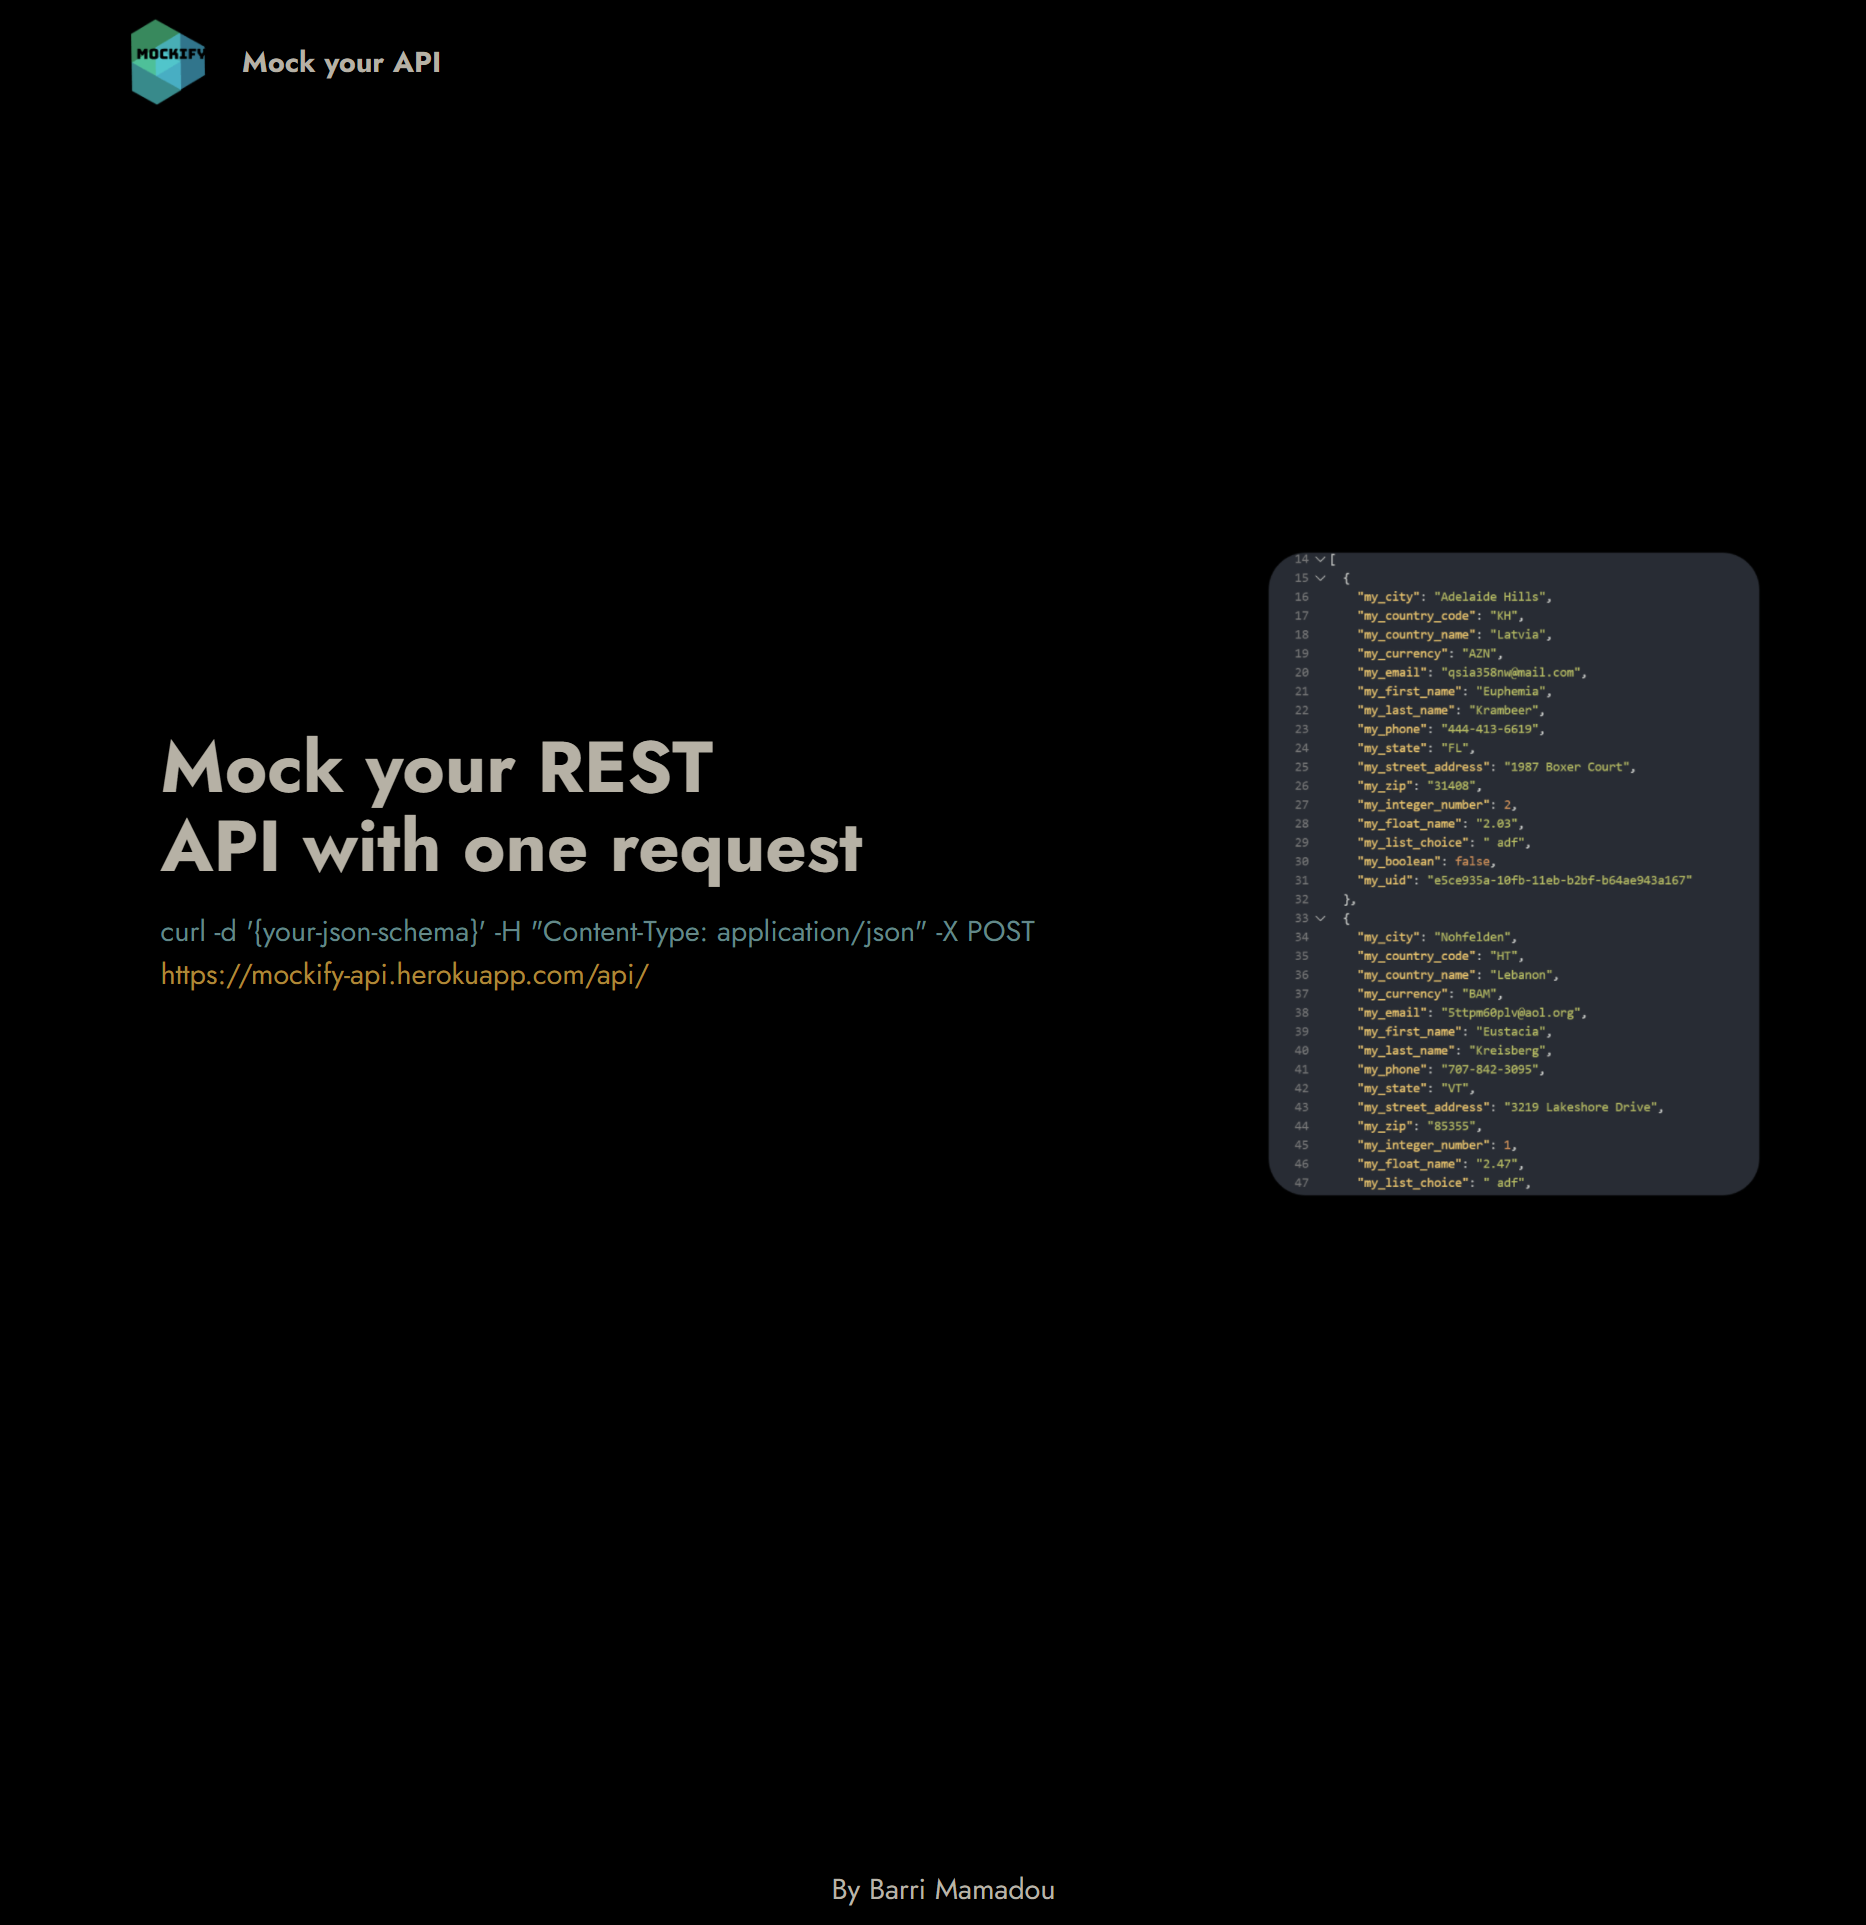 MOCKIFY
Mock your API
Mock your REST
API with one request
curl -d '{your-json-schema}' -H "Content-Type: application/json" -X POST
https://mockify-api.herokuapp.com/api/
14 [
15 {
16 "my_city": "Adelaide Hills",
17 "my_country_code": "KH",
18 "my_country_name": "Latvia",
19 "my_currency": "AZN",
20 "my_email": "qsia358nw@mail.com",
21 "my_first_name": "Euphemia",
22 "my_last_name": "Krambeer",
23 "my_phone": "444-413-6619",
24 "my_state": "FL",
25 "my_street_address": "1987 Boxer Court",
26 "my_zip": "31408",
27 "my_integer_number": 2,
28 "my_float_name": "2.03",
29 "my_list_choice": " adf",
30 "my_boolean": false,
31 "my_uid": "e5ce935a-10fb-11eb-b2bf-b64ae943a167"
32 },
33 {
34 "my_city": "Nohfelden",
35 "my_country_code": "HT",
36 "my_country_name": "Lebanon",
37 "my_currency": "BAM",
38 "my_email": "5ttpm60plv@aol.org",
39 "my_first_name": "Eustacia",
40 "my_last_name": "Kreisberg",
41 "my_phone": "707-842-3095",
42 "my_state": "VT",
43 "my_street_address": "3219 Lakeshore Drive",
44 "my_zip": "85355",
45 "my_integer_number": 1,
46 "my_float_name": "2.47",
47 "my_list_choice": " adf",
By Barri Mamadou